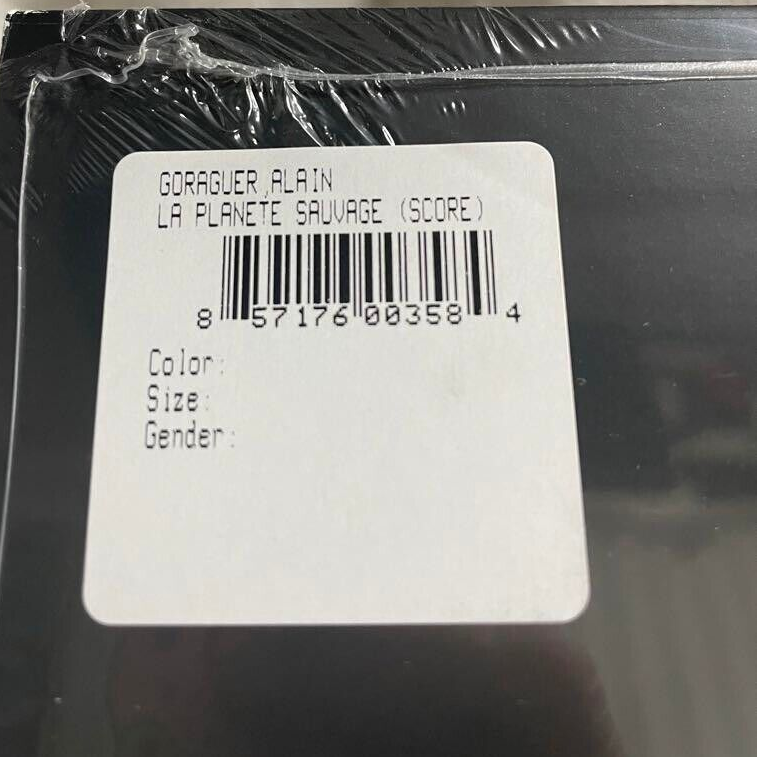 GORAGUER,ALAIN
LA PLANETE SAUVAGE (SCORE)
8 57176 00358 4
Color:
Size:
Gender: